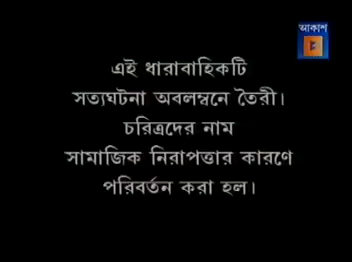 আকাশ
এই ধারাবাহিকটি
সত্যঘটনা অবলম্বনে তৈরী।
চরিত্রদের নাম
সামাজিক নিরাপত্তার কারণে
পরিবর্তন করা হল।